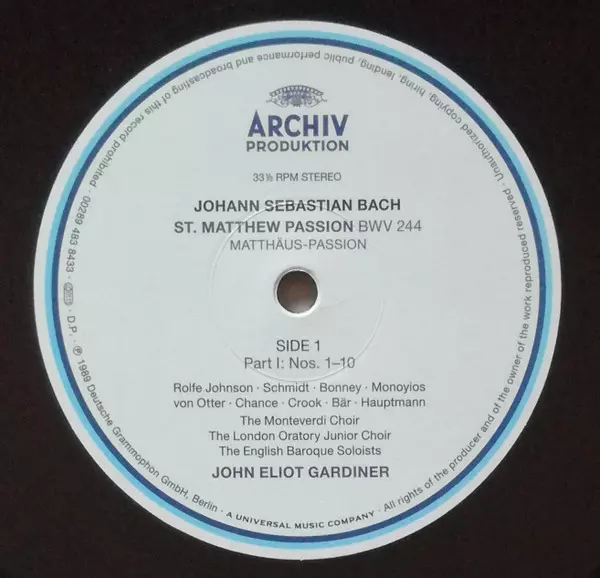 ARCHIV
PRODUKTION
33⅓ RPM STEREO
JOHANN SEBASTIAN BACH
ST. MATTHEW PASSION BWV 244
MATTHÄUS-PASSION
SIDE 1
Part I: Nos. 1–10
Rolfe Johnson · Schmidt · Bonney · Monoyios
von Otter · Chance · Crook · Bär · Hauptmann
The Monteverdi Choir
The London Oratory Junior Choir
The English Baroque Soloists
JOHN ELIOT GARDINER
00289 483 8433 · D.P. · ℗ 1989 Deutsche Grammophon GmbH, Berlin · A UNIVERSAL MUSIC COMPANY · All rights of the producer and of the owner of the work reproduced reserved · Unauthorized copying, hiring, lending, public performance and broadcasting of this record prohibited ·